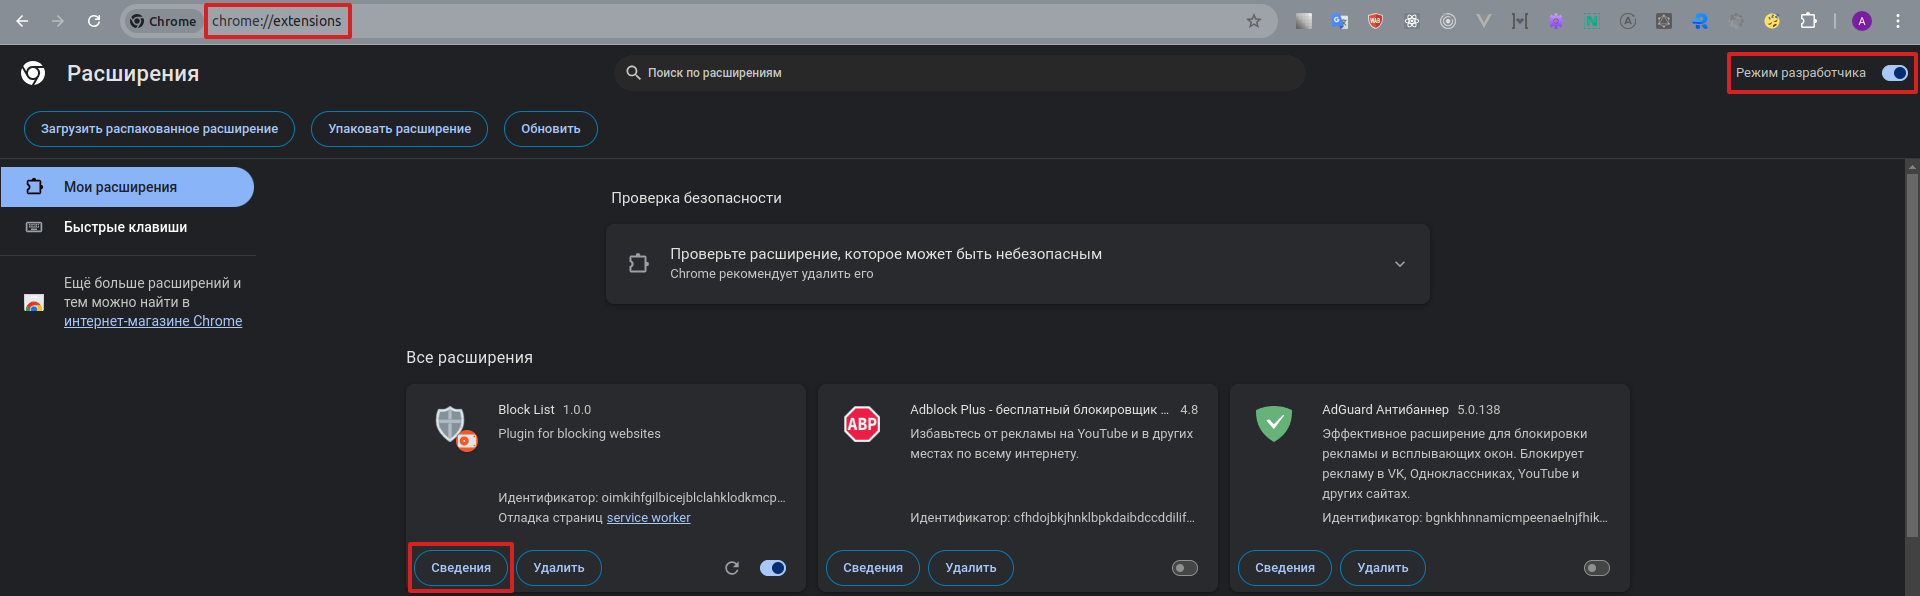 Chrome chrome://extensions
A
Расширения
Поиск по расширениям
Режим разработчика
Загрузить распакованное расширение
Упаковать расширение
Обновить
Мои расширения
Быстрые клавиши
Ещё больше расширений и
тем можно найти в
интернет-магазине Chrome
Проверка безопасности
Проверьте расширение, которое может быть небезопасным
Chrome рекомендует удалить его
Все расширения
Block List 1.0.0
Plugin for blocking websites
Идентификатор: oimkihfgilbicejblclahklodkmcp...
Отладка страниц service worker
Сведения
Удалить
ABP
Adblock Plus - бесплатный блокировщик ... 4.8
Избавьтесь от рекламы на YouTube и в других
местах по всему интернету.
Идентификатор: cfhdojbkjhnklbpkdaibdccddilif...
Сведения
Удалить
AdGuard Антибаннер 5.0.138
Эффективное расширение для блокировки
рекламы и всплывающих окон. Блокирует
рекламу в VK, Одноклассниках, YouTube и
других сайтах.
Идентификатор: bgnkhhnnamicmpeenaelnjfhik...
Сведения
Удалить